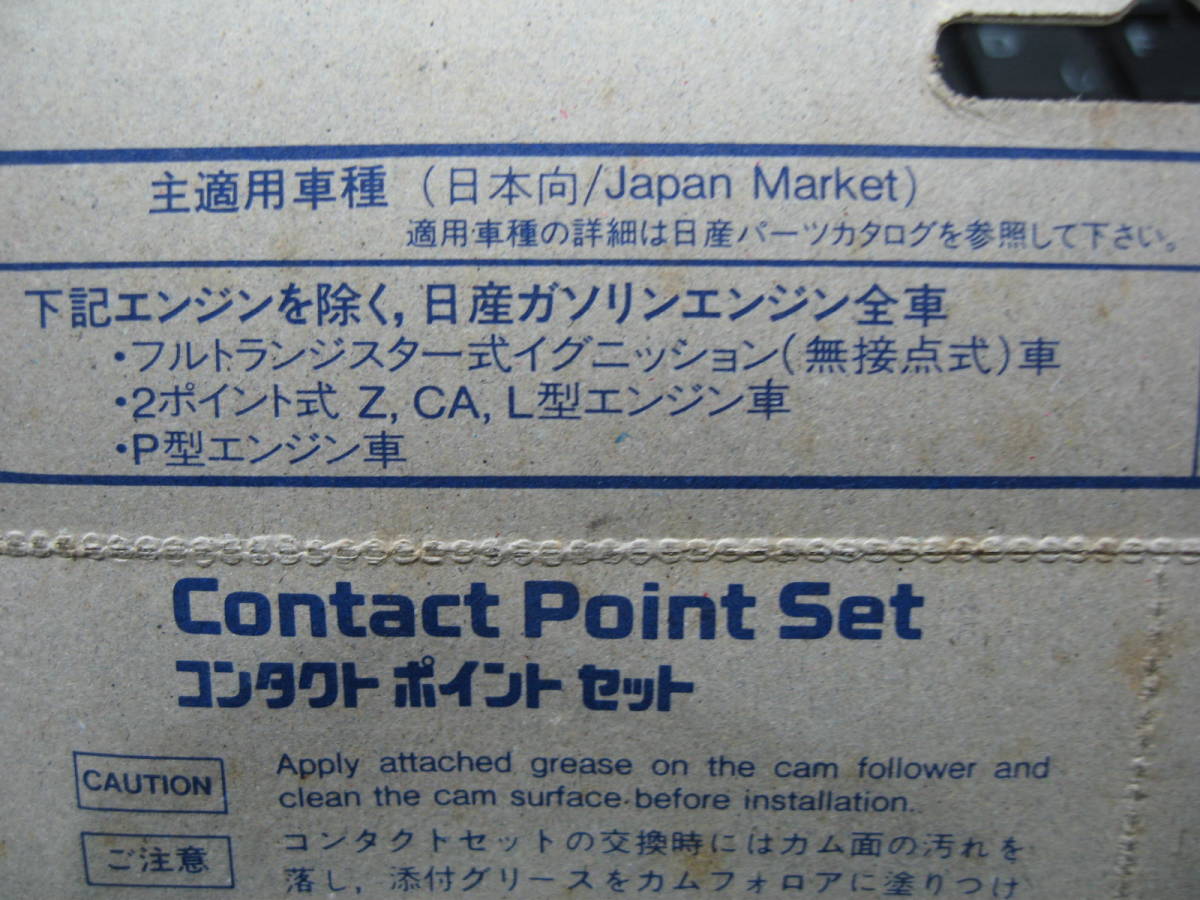 主適用車種 (日本向/Japan Market)
適用車種の詳細は日産パーツカタログを参照して下さい。
下記エンジンを除く, 日産ガソリンエンジン全車
・フルトランジスター式イグニッション(無接点式)車
・2ポイント式 Z, CA, L型エンジン車
・P型エンジン車
Contact Point Set
コンタクト ポイント セット
CAUTION Apply attached grease on the cam follower and
clean the cam surface before installation.
ご注意 コンタクトセットの交換時にはカム面の汚れを
落し, 添付グリースをカムフォロアに塗りつけ